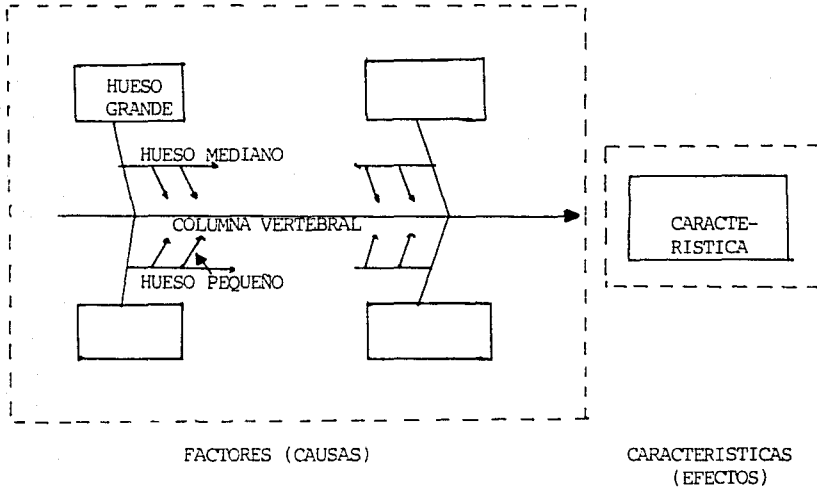 HUESO
GRANDE
HUESO MEDIANO
COLUMNA VERTEBRAL
HUESO PEQUEÑO
CARACTE-
RISTICA
FACTORES (CAUSAS)
CARACTERISTICAS
(EFECTOS)